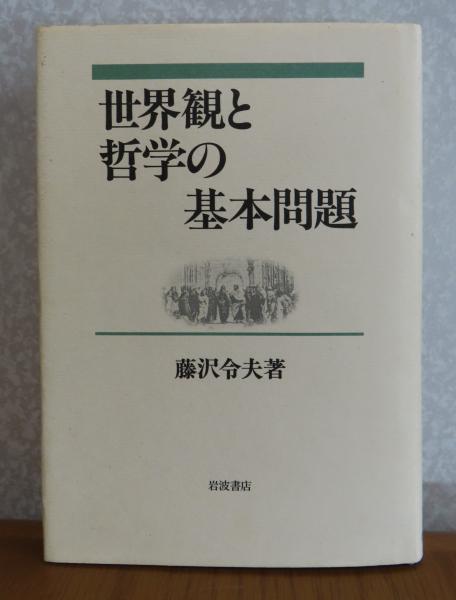 世界観と
哲学の
基本問題
藤沢令夫著
岩波書店